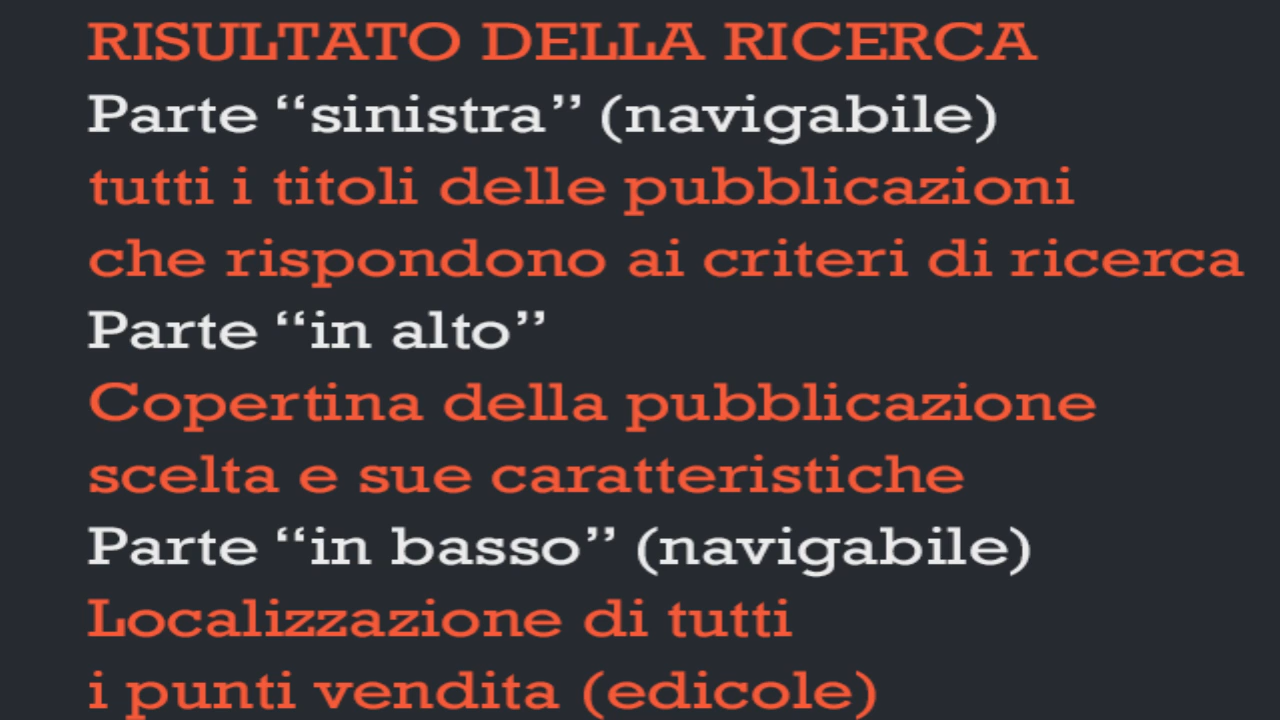 RISULTATO DELLA RICERCA
Parte “sinistra” (navigabile)
tutti i titoli delle pubblicazioni
che rispondono ai criteri di ricerca
Parte “in alto”
Copertina della pubblicazione
scelta e sue caratteristiche
Parte “in basso” (navigabile)
Localizzazione di tutti
i punti vendita (edicole)